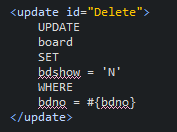 <update id="Delete">
UPDATE
board
SET
bdshow = 'N'
WHERE
bdno = #{bdno}
</update>